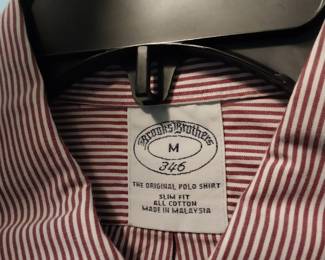 Brooks Brothers
M
346
THE ORIGINAL POLO SHIRT
SLIM FIT
ALL COTTON
MADE IN MALAYSIA